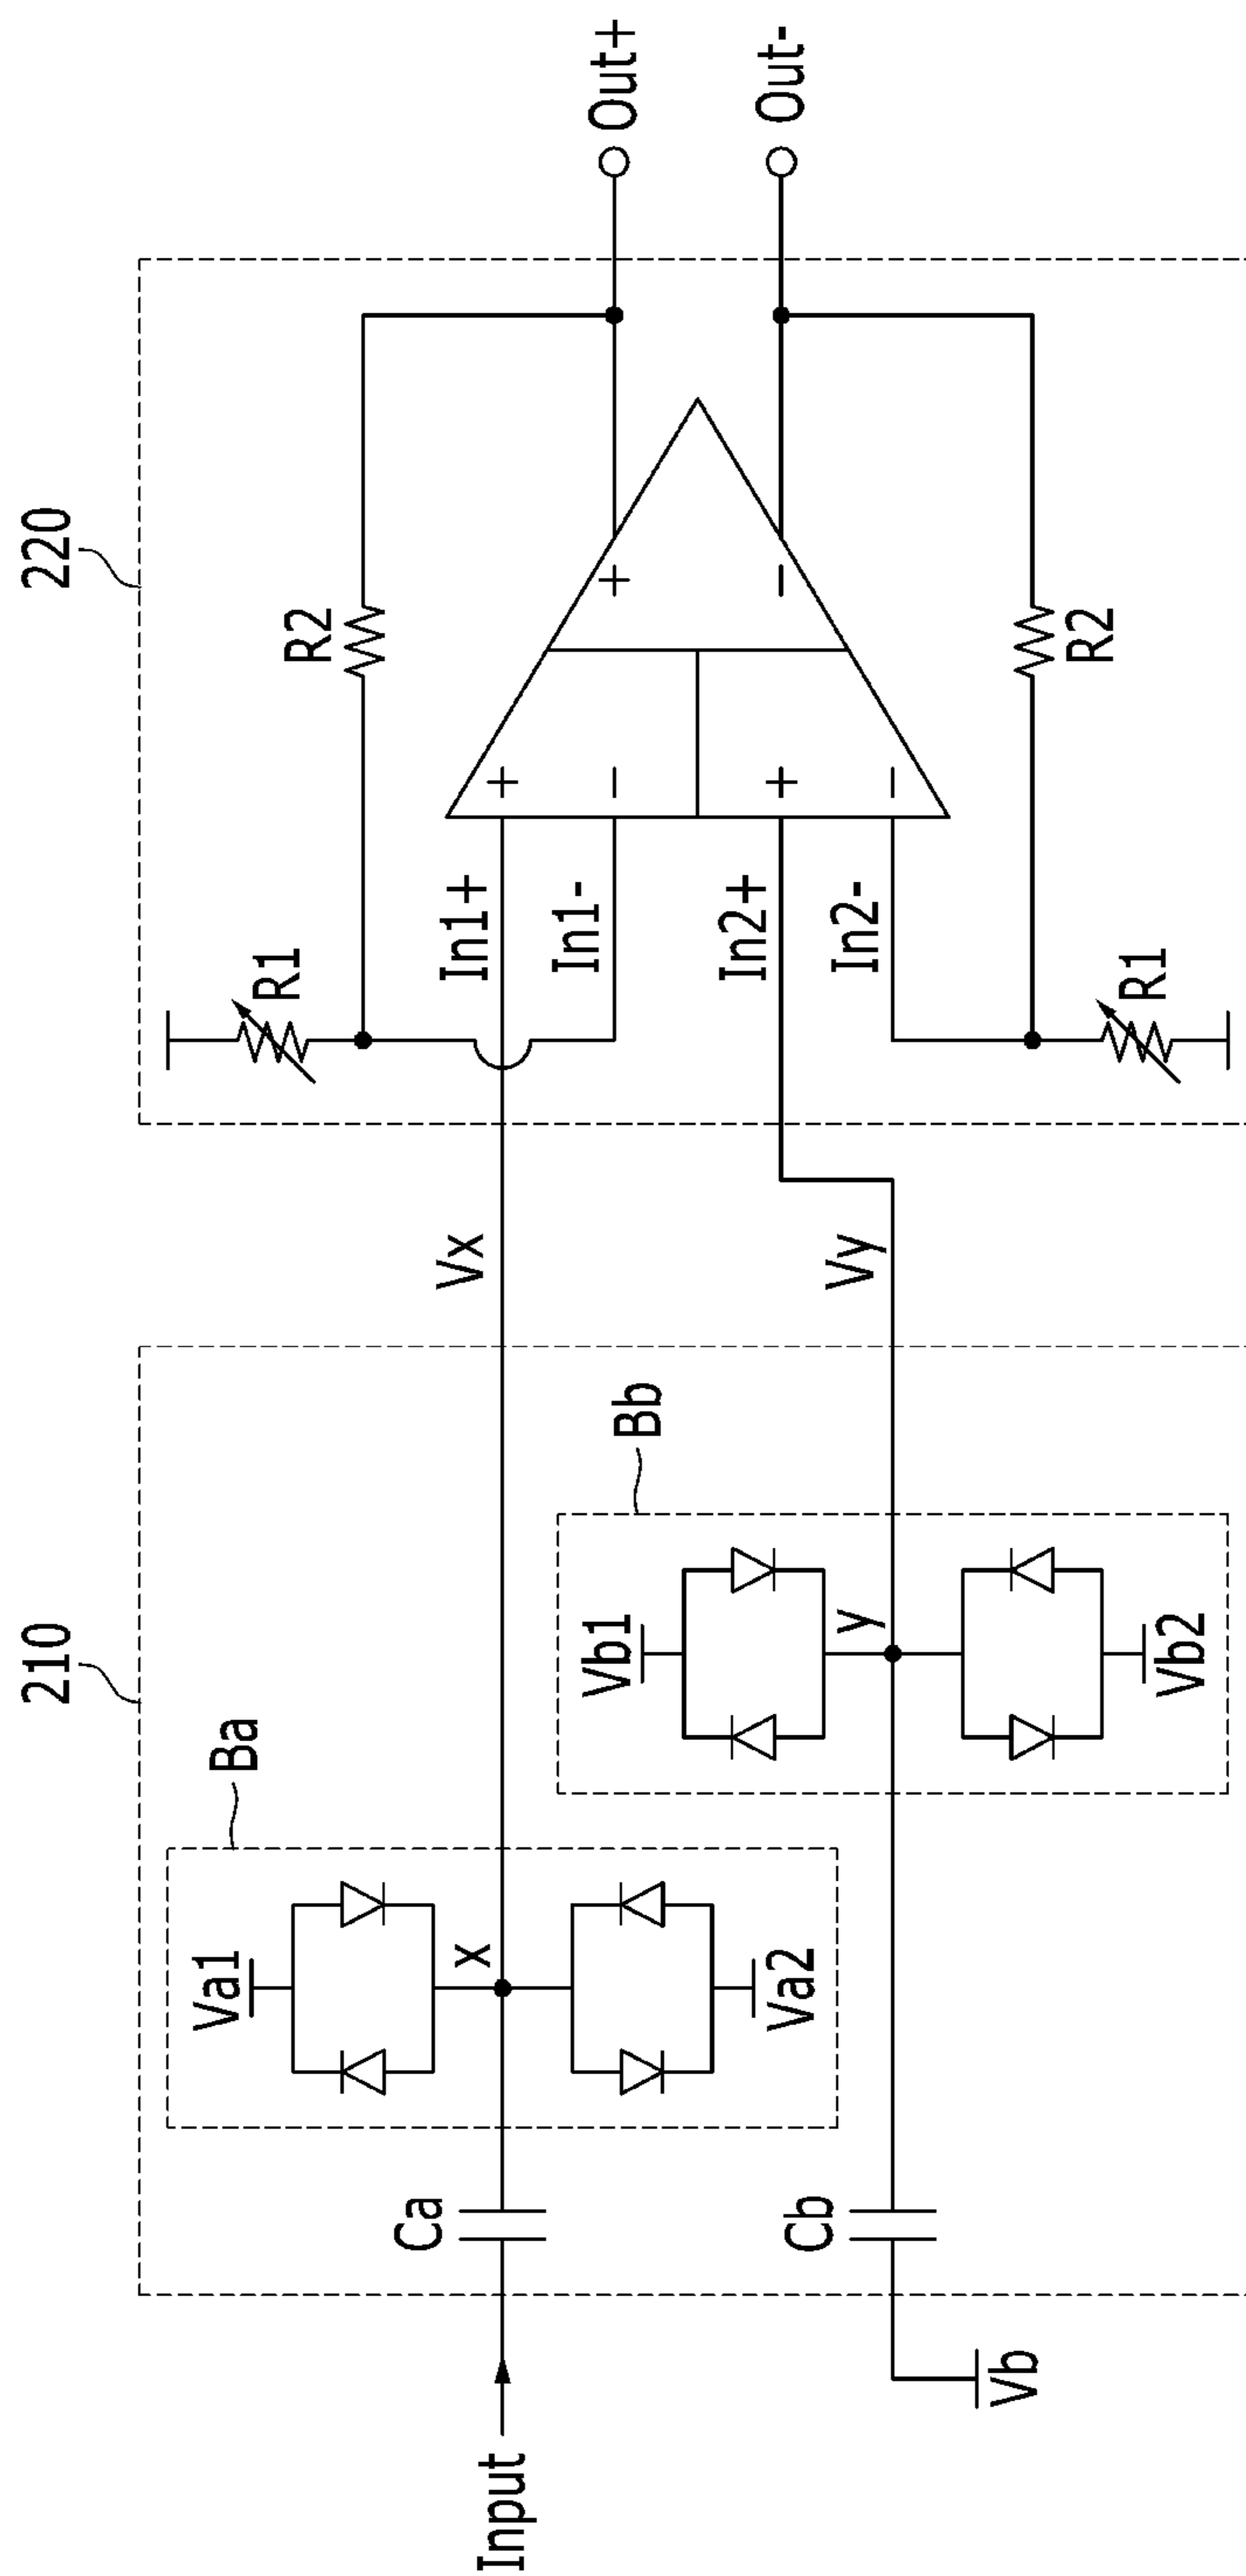 210
220
Ba
Va1
x
Va2
Bb
Vb1
y
Vb2
Ca
Cb
Input
Vb
Vx
Vy
R1
R2
In1+
In1-
In2+
In2-
+
-
+
-
+
-
R2
R1
Out+
Out-